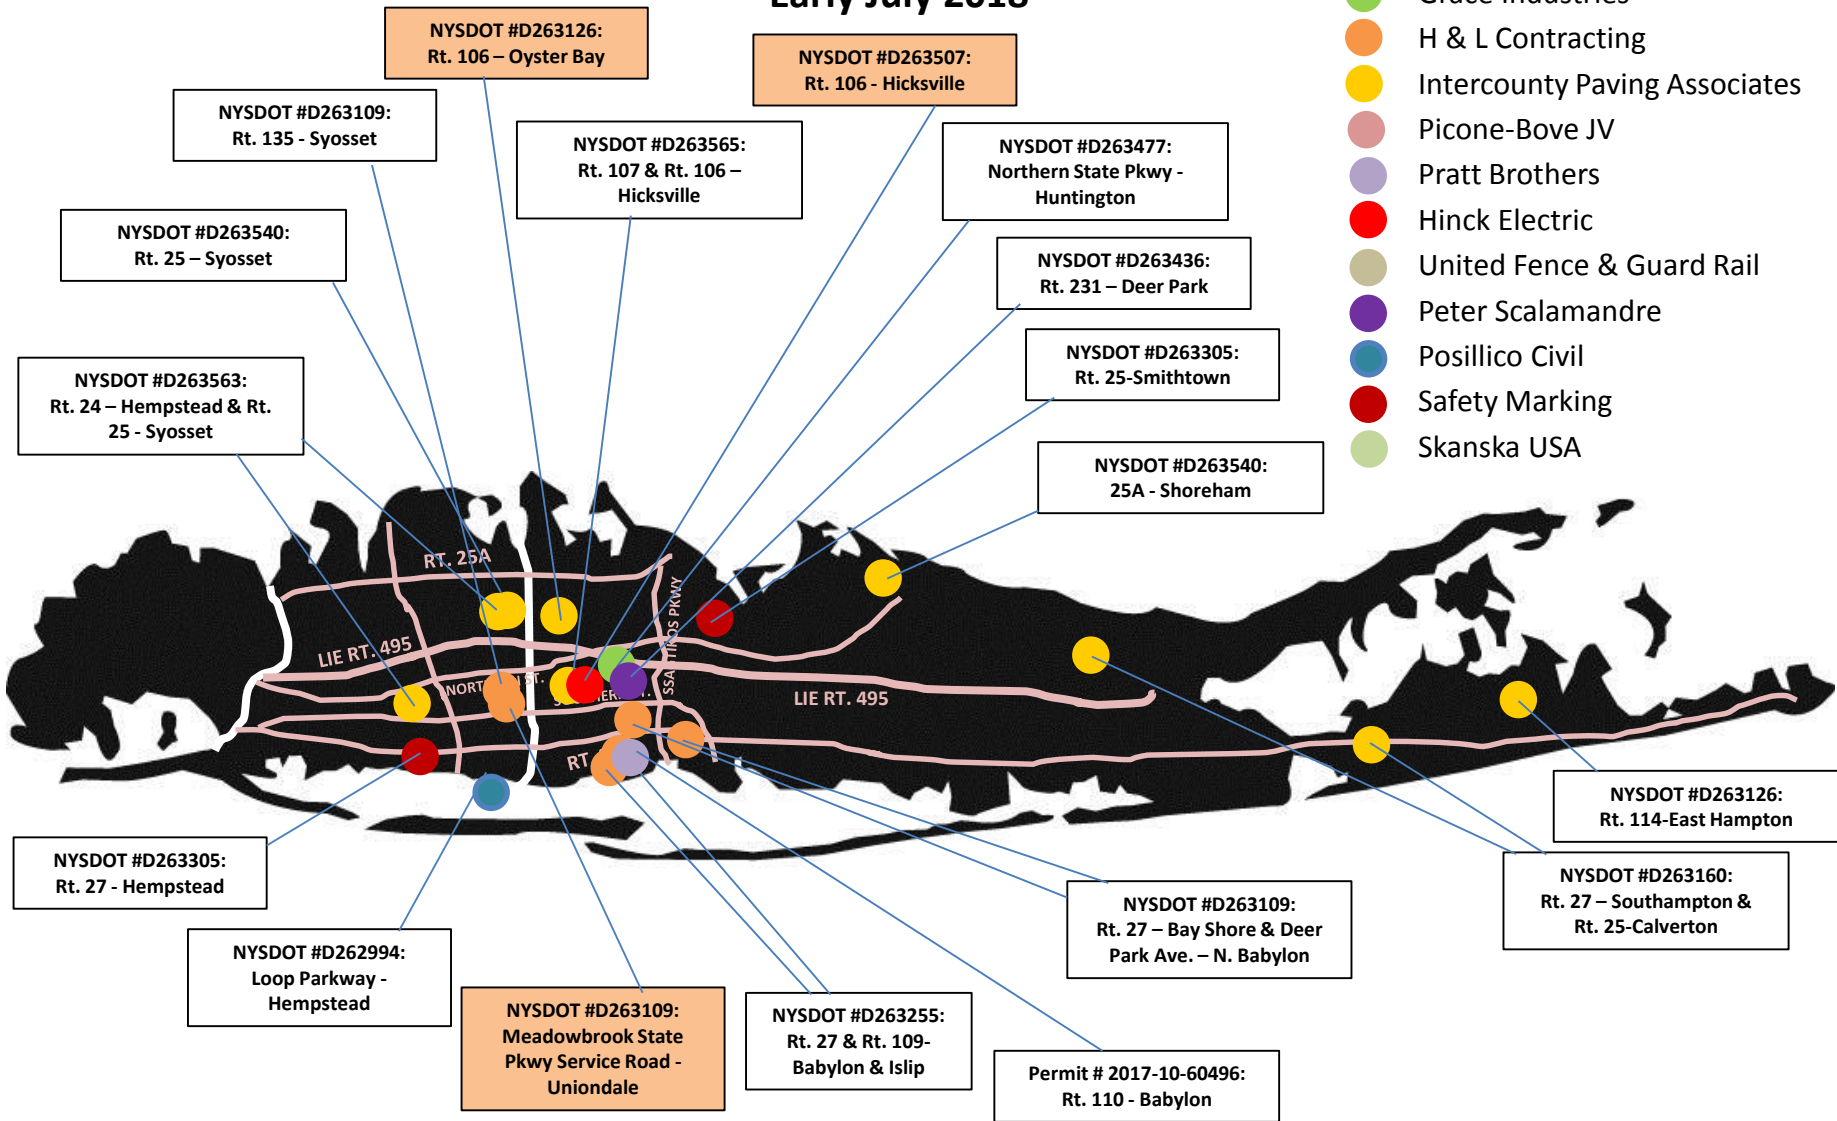 Early July 2018
Grace Industries
H & L Contracting
Intercounty Paving Associates
Picone-Bove JV
Pratt Brothers
Hinck Electric
United Fence & Guard Rail
Peter Scalamandre
Posillico Civil
Safety Marking
Skanska USA
NYSDOT #D263126:
Rt. 106 – Oyster Bay
NYSDOT #D263507:
Rt. 106 - Hicksville
NYSDOT #D263109:
Rt. 135 - Syosset
NYSDOT #D263565:
Rt. 107 & Rt. 106 –
Hicksville
NYSDOT #D263477:
Northern State Pkwy -
Huntington
NYSDOT #D263540:
Rt. 25 – Syosset
NYSDOT #D263436:
Rt. 231 – Deer Park
NYSDOT #D263305:
Rt. 25-Smithtown
NYSDOT #D263563:
Rt. 24 – Hempstead & Rt.
25 - Syosset
NYSDOT #D263540:
25A - Shoreham
RT. 25A
LIE RT. 495
SSAGTIKOS PKWY
LIE RT. 495
RT
NYSDOT #D263126:
Rt. 114-East Hampton
NYSDOT #D263305:
Rt. 27 - Hempstead
NYSDOT #D263160:
Rt. 27 – Southampton &
Rt. 25-Calverton
NYSDOT #D263109:
Rt. 27 – Bay Shore & Deer
Park Ave. – N. Babylon
NYSDOT #D262994:
Loop Parkway -
Hempstead
NYSDOT #D263109:
Meadowbrook State
Pkwy Service Road -
Uniondale
NYSDOT #D263255:
Rt. 27 & Rt. 109-
Babylon & Islip
Permit # 2017-10-60496:
Rt. 110 - Babylon